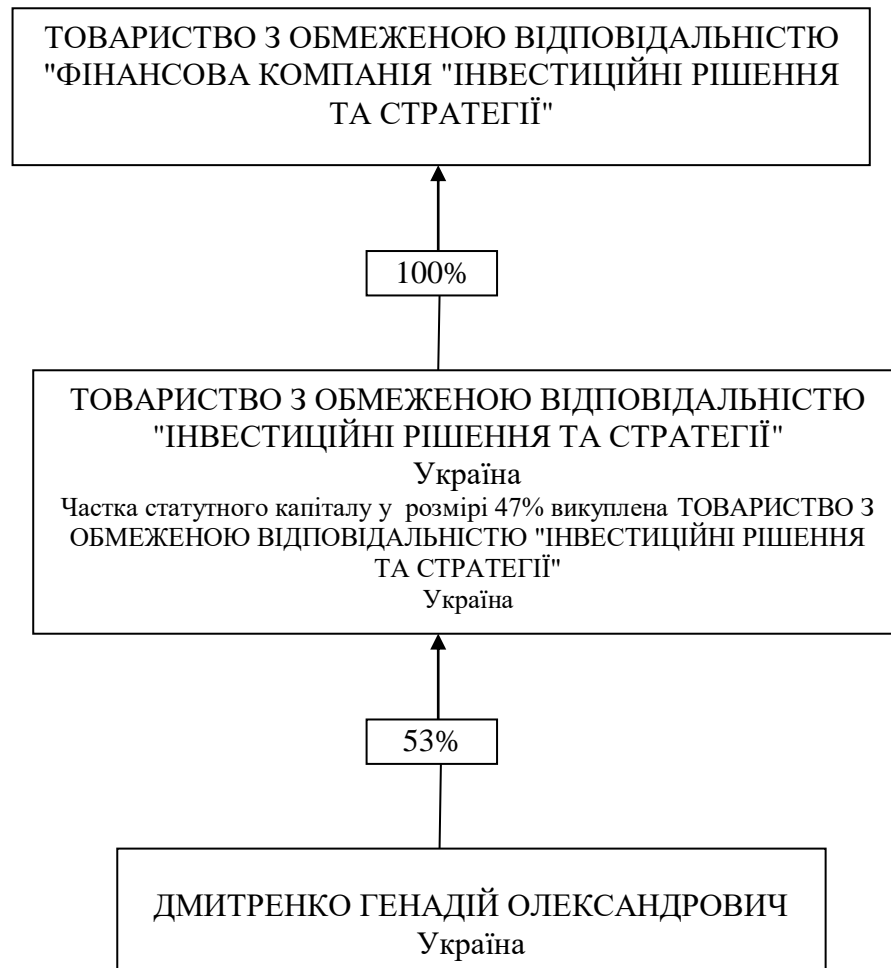 ТОВАРИСТВО З ОБМЕЖЕНОЮ ВІДПОВІДАЛЬНІСТЮ
"ФІНАНСОВА КОМПАНІЯ "ІНВЕСТИЦІЙНІ РІШЕННЯ
ТА СТРАТЕГІЇ"
100%
ТОВАРИСТВО З ОБМЕЖЕНОЮ ВІДПОВІДАЛЬНІСТЮ
"ІНВЕСТИЦІЙНІ РІШЕННЯ ТА СТРАТЕГІЇ"
Україна
Частка статутного капіталу у розмірі 47% викуплена ТОВАРИСТВО З
ОБМЕЖЕНОЮ ВІДПОВІДАЛЬНІСТЮ "ІНВЕСТИЦІЙНІ РІШЕННЯ
ТА СТРАТЕГІЇ"
Україна
53%
ДМИТРЕНКО ГЕНАДІЙ ОЛЕКСАНДРОВИЧ
Україна